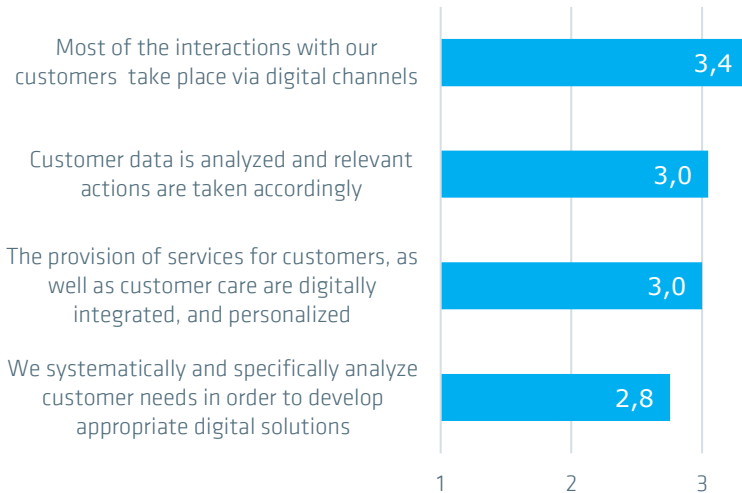 Most of the interactions with our
customers take place via digital channels
3,4
Customer data is analyzed and relevant
actions are taken accordingly
3,0
The provision of services for customers, as
well as customer care are digitally
integrated, and personalized
3,0
We systematically and specifically analyze
customer needs in order to develop
appropriate digital solutions
2,8
1 2 3